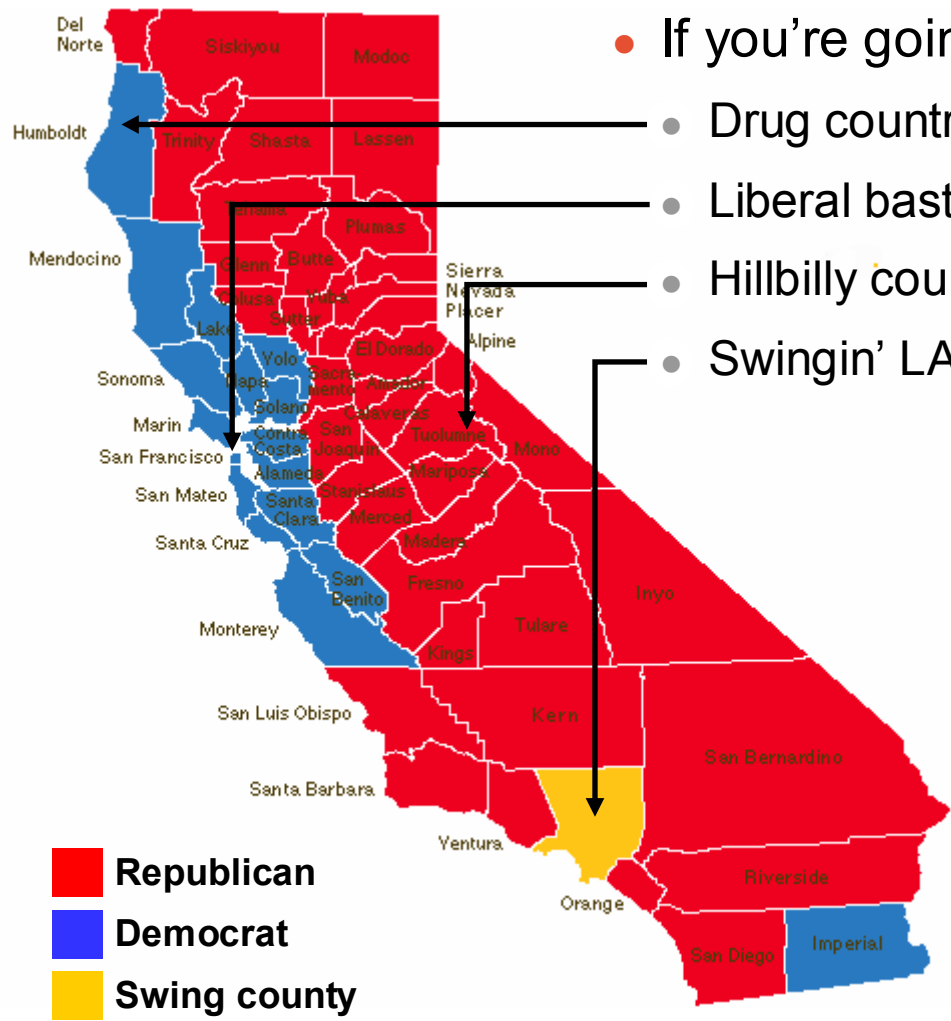 If you're goin
Drug countr
Liberal bast
Hillbilly cou
Swingin' LA
Del
Norte
Siskiyou
Modoc
Humboldt
Trinity
Shasta
Lassen
Tehama
Plumas
Mendocino
Glenn
Butte
Sierra
Nevada
Placer
Colusa
Yuba
Sutter
Lake
Alpine
El Dorado
Yolo
Sonoma
Napa
Sacra-
mento
Amador
Solano
Calaveras
Marin
Contra
Costa
San
Joaquin
Tuolumne
Mono
San Francisco
Alameda
Mariposa
San Mateo
Santa
Clara
Stanislaus
Merced
Santa Cruz
Madera
San
Benito
Fresno
Inyo
Monterey
Tulare
Kings
San Luis Obispo
Kern
San Bernardino
Santa Barbara
Ventura
Republican
Riverside
Orange
Democrat
San Diego
Imperial
Swing county